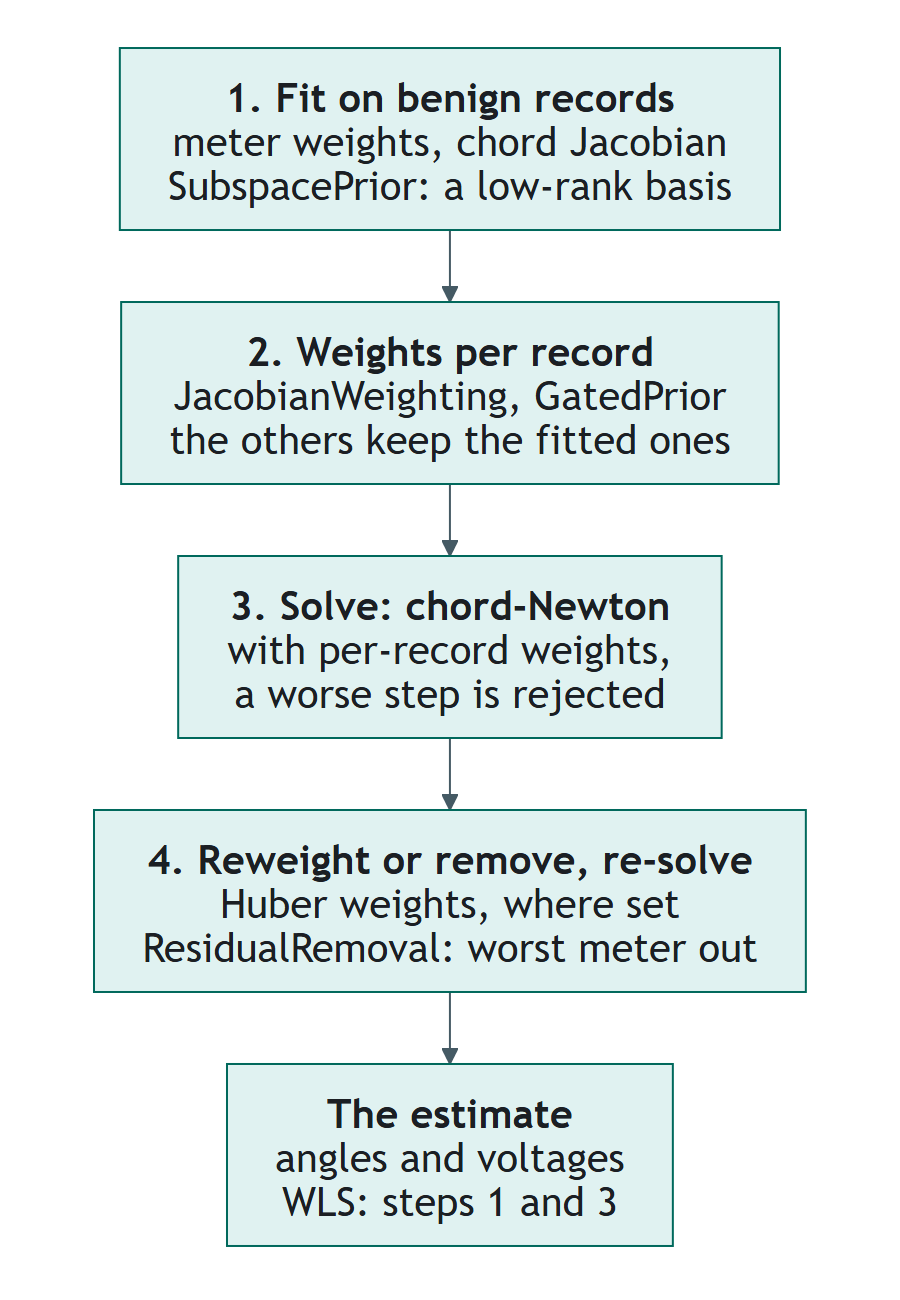 1. Fit on benign records
meter weights, chord Jacobian
SubspacePrior: a low-rank basis
2. Weights per record
JacobianWeighting, GatedPrior
the others keep the fitted ones
3. Solve: chord-Newton
with per-record weights,
a worse step is rejected
4. Reweight or remove, re-solve
Huber weights, where set
ResidualRemoval: worst meter out
The estimate
angles and voltages
WLS: steps 1 and 3